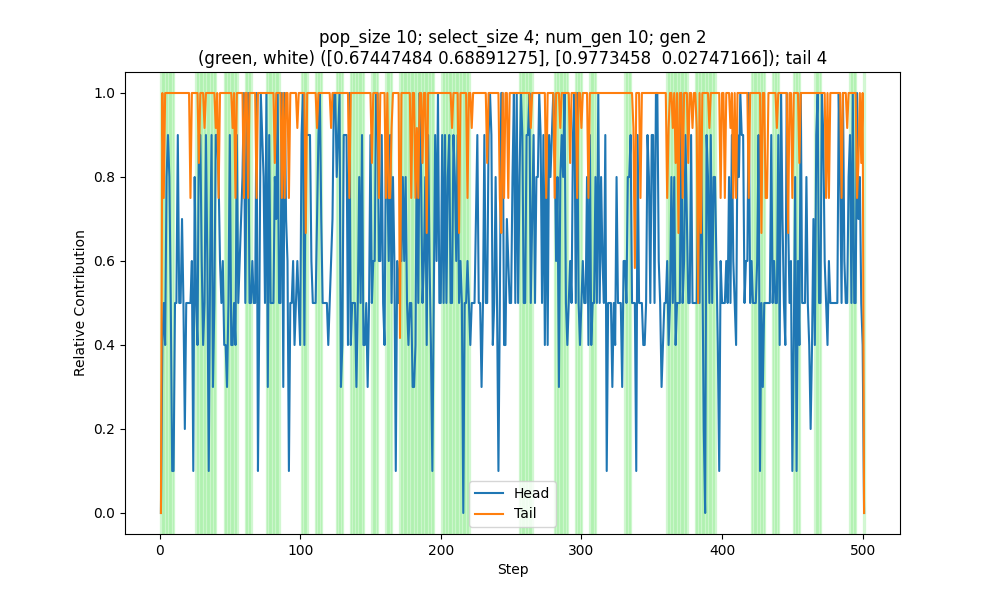 pop_size 10; select_size 4; num_gen 10; gen 2
(green, white) ([0.67447484 0.68891275], [0.9773458  0.02747166]); tail 4
Relative Contribution
1.0
0.8
0.6
0.4
0.2
0.0
Head
Tail
0
100
200
300
400
500
Step